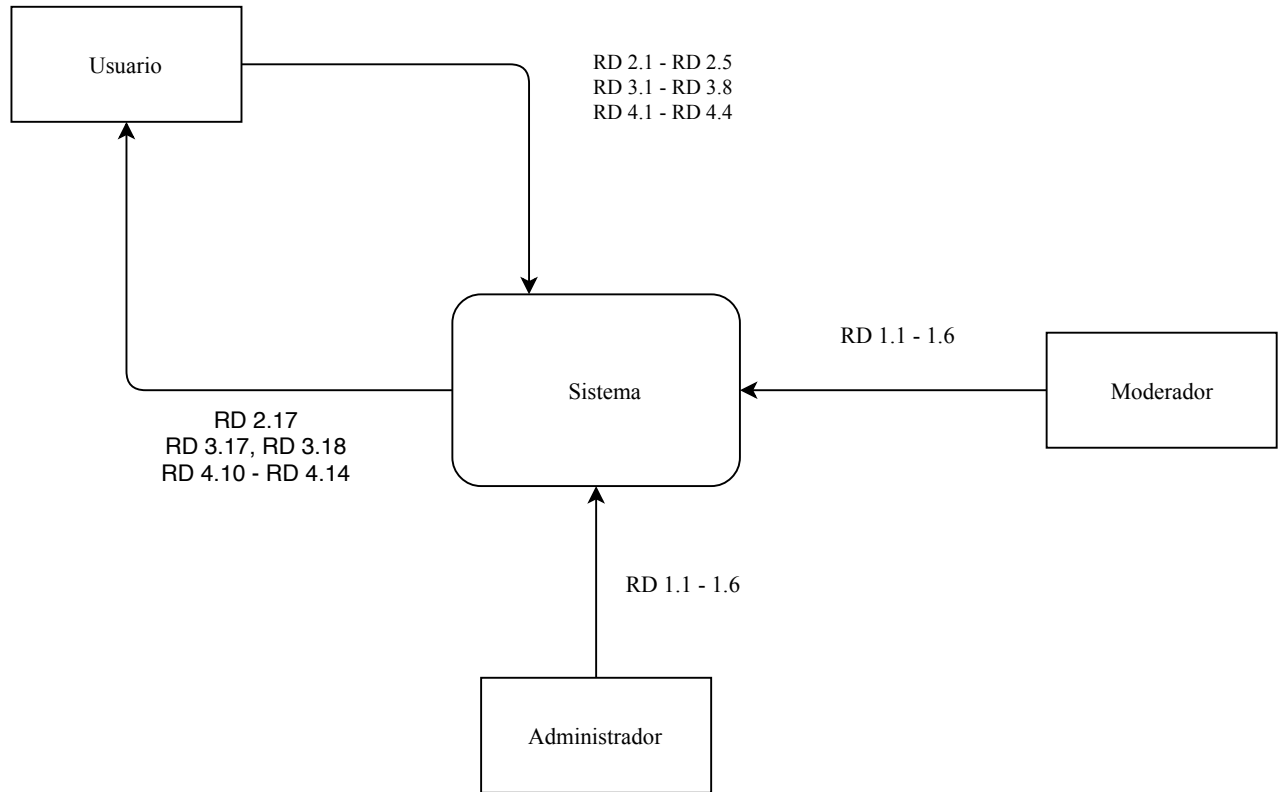 Usuario
RD 2.1 - RD 2.5
RD 3.1 - RD 3.8
RD 4.1 - RD 4.4
RD 1.1 - 1.6
Sistema
Moderador
RD 2.17
RD 3.17, RD 3.18
RD 4.10 - RD 4.14
RD 1.1 - 1.6
Administrador